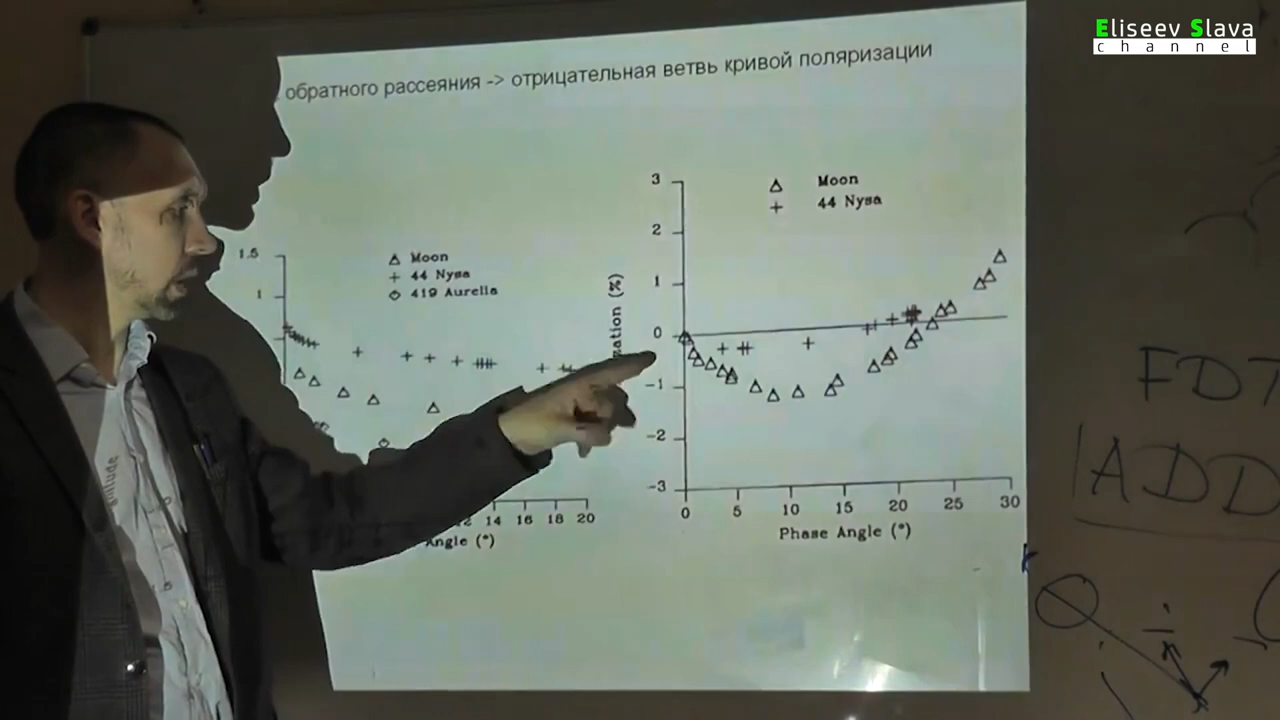 Eliseev Slava
channel
обратного рассеяния -> отрицательная ветвь кривой поляризации
1.5
1
Moon
44 Nysa
419 Aurelia
14 16 18 20
Angle (°)
3
2
1
0
-1
-2
-3
Moon
44 Nysa
0 5 10 15 20 25 30
Phase Angle (°)
FDT
ADD